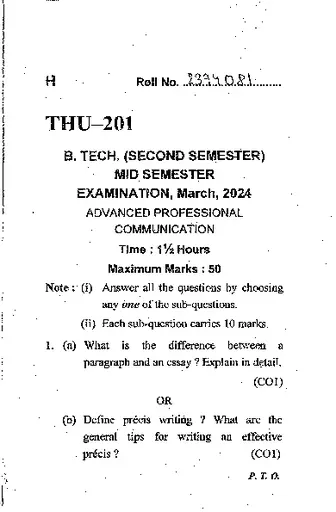 H Roll No. ..2394081.........
THU–201
B. TECH. (SECOND SEMESTER)
MID SEMESTER
EXAMINATION, March, 2024
ADVANCED PROFESSIONAL
COMMUNICATION
Time : 1½ Hours
Maximum Marks : 50
Note : (i) Answer all the questions by choosing
any one of the sub-questions.
(ii) Each sub-question carries 10 marks.
1. (a) What is the difference between a
paragraph and an essay ? Explain in detail.
(CO1)
OR
(b) Define précis writing ? What are the
general tips for writing an effective
précis ? (CO1)
P. T. O.